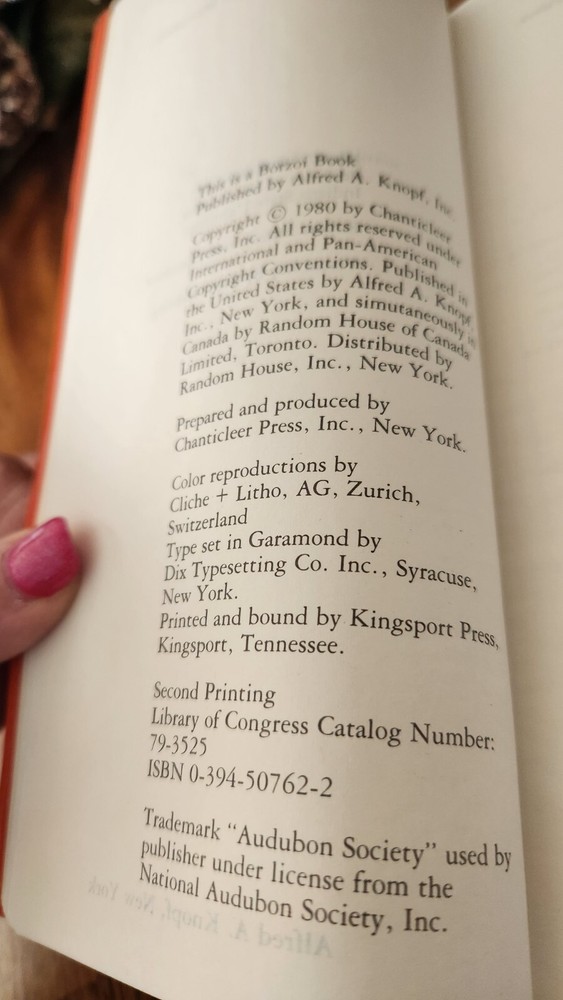 This is a Borzoi Book
Published by Alfred A. Knopf, Inc.
Copyright © 1980 by Chanticleer
Press, Inc. All rights reserved under
International and Pan-American
Copyright Conventions. Published in
the United States by Alfred A. Knopf,
Inc., New York, and simutaneously in
Canada by Random House of Canada
Limited, Toronto. Distributed by
Random House, Inc., New York.
Prepared and produced by
Chanticleer Press, Inc., New York.
Color reproductions by
Cliche + Litho, AG, Zurich,
Switzerland
Type set in Garamond by
Dix Typesetting Co. Inc., Syracuse,
New York.
Printed and bound by Kingsport Press,
Kingsport, Tennessee.
Second Printing
Library of Congress Catalog Number:
79-3525
ISBN 0-394-50762-2
Trademark “Audubon Society” used by
publisher under license from the
National Audubon Society, Inc.
Alfred A. Knopf, New York